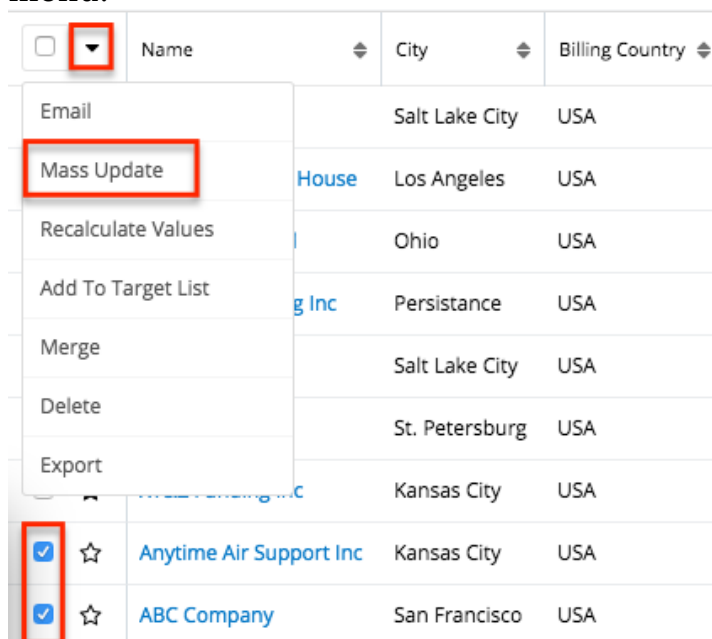 Name City Billing Country
Email
Salt Lake City USA
Mass Update
House Los Angeles USA
Recalculate Values
Ohio USA
Add To Target List
g Inc Persistance USA
Merge
Salt Lake City USA
Delete
St. Petersburg USA
Export
Kansas City USA
Anytime Air Support Inc Kansas City USA
ABC Company San Francisco USA